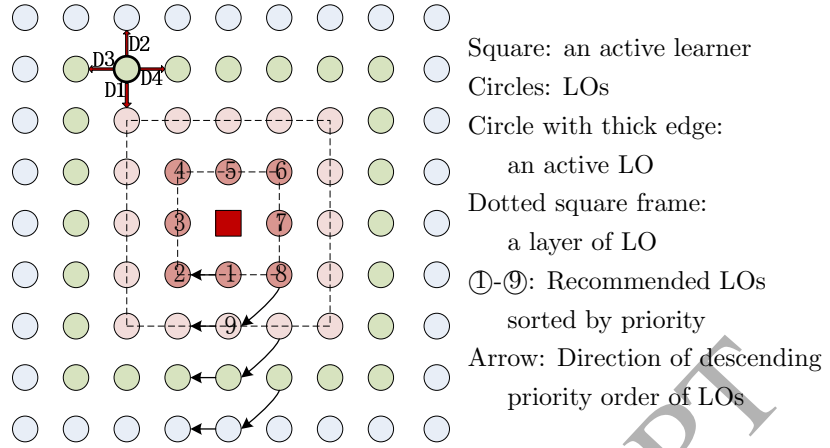 D2
D3
D4
D1
4 5 6
3 7
2 1 8
9
Square: an active learner
Circles: LOs
Circle with thick edge:
an active LO
Dotted square frame:
a layer of LO
①-⑨: Recommended LOs
sorted by priority
Arrow: Direction of descending
priority order of LOs
PT